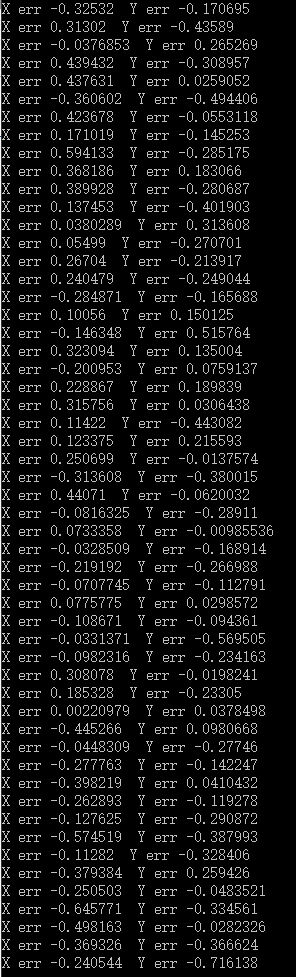 X err -0.32532  Y err -0.170695
X err 0.31302  Y err -0.43589
X err -0.0376853  Y err 0.265269
X err 0.439432  Y err -0.308957
X err 0.437631  Y err 0.0259052
X err -0.360602  Y err -0.494406
X err 0.423678  Y err -0.0553118
X err 0.171019  Y err -0.145253
X err 0.594133  Y err -0.285175
X err 0.368186  Y err 0.183066
X err 0.389928  Y err -0.280687
X err 0.137453  Y err -0.401903
X err 0.0380289  Y err 0.313608
X err 0.05499  Y err -0.270701
X err 0.26704  Y err -0.213917
X err 0.240479  Y err -0.249044
X err -0.284871  Y err -0.165688
X err 0.10056  Y err 0.150125
X err -0.146348  Y err 0.515764
X err 0.323094  Y err 0.135004
X err -0.200953  Y err 0.0759137
X err 0.228867  Y err 0.189839
X err 0.315756  Y err 0.0306438
X err 0.11422  Y err -0.443082
X err 0.123375  Y err 0.215593
X err 0.250699  Y err -0.0137574
X err -0.313608  Y err -0.380015
X err 0.44071  Y err -0.0620032
X err -0.0816325  Y err -0.28911
X err 0.0733358  Y err -0.00985536
X err -0.0328509  Y err -0.168914
X err -0.219192  Y err -0.266988
X err -0.0707745  Y err -0.112791
X err 0.0775775  Y err 0.0298572
X err -0.108671  Y err -0.094361
X err -0.0331371  Y err -0.569505
X err -0.0982316  Y err -0.234163
X err 0.308078  Y err -0.0198241
X err 0.185328  Y err -0.23305
X err 0.00220979  Y err 0.0378498
X err -0.445266  Y err 0.0980668
X err -0.0448309  Y err -0.27746
X err -0.277763  Y err -0.142247
X err -0.398219  Y err 0.0410432
X err -0.262893  Y err -0.119278
X err -0.127625  Y err -0.290872
X err -0.574519  Y err -0.387993
X err -0.11282  Y err -0.328406
X err -0.379384  Y err 0.259426
X err -0.250503  Y err -0.0483521
X err -0.645771  Y err -0.334561
X err -0.498163  Y err -0.0282326
X err -0.369326  Y err -0.366624
X err -0.240544  Y err -0.716138